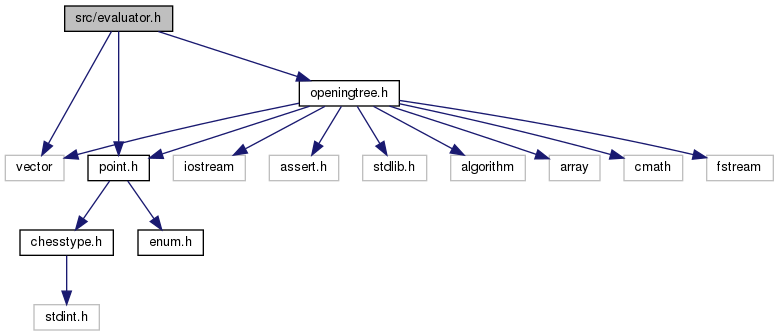 src/evaluator.h
openingtree.h
vector
point.h
iostream
assert.h
stdlib.h
algorithm
array
cmath
fstream
chesstype.h
enum.h
stdint.h